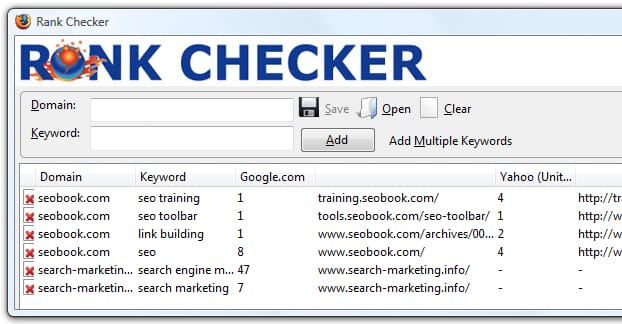 Rank Checker
RANK CHECKER
Domain: Save Open Clear
Keyword: Add Add Multiple Keywords
Domain Keyword Google.com Yahoo (Unit...
seobook.com seo training 1 training.seobook.com/ 4 http://tra
seobook.com seo toolbar 1 tools.seobook.com/seo-toolbar/ 1 http://w
seobook.com link building 1 www.seobook.com/archives/00... 2 http://w
seobook.com seo 8 www.seobook.com/ 4 http://w
search-marketin... search engine m... 47 www.search-marketing.info/ - -
search-marketin... search marketing 7 www.search-marketing.info/ - -